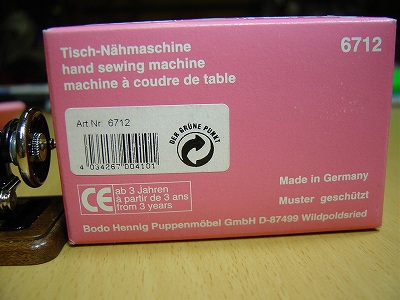 Tisch-Nähmaschine
hand sewing machine
machine à coudre de table
6712
Art Nr 6712
4 034267 004101
DER GRÜNE PUNKT
CE
ab 3 Jahren
à partir de 3 ans
from 3 years
Made in Germany
Muster geschützt
Bodo Hennig Puppenmöbel GmbH D-87499 Wildpoldsried